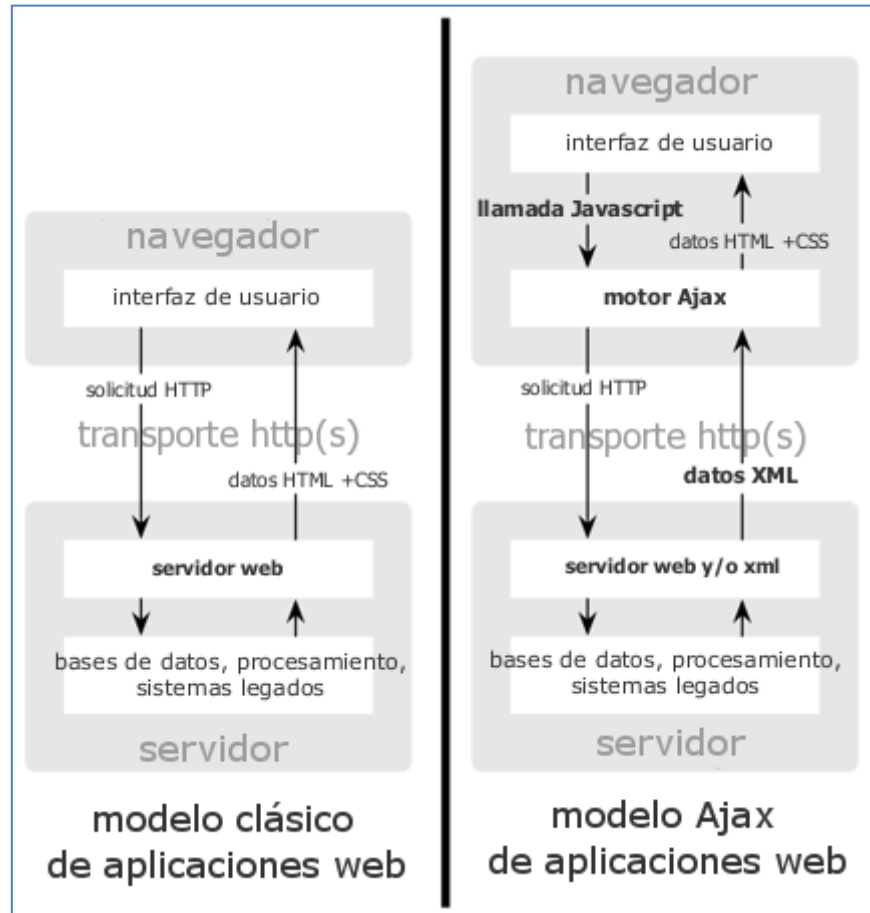 navegador
interfaz de usuario
solicitud HTTP
transporte http(s)
datos HTML +CSS
servidor web
bases de datos, procesamiento,
sistemas legados
servidor
modelo clásico
de aplicaciones web
navegador
interfaz de usuario
llamada Javascript
datos HTML +CSS
motor Ajax
solicitud HTTP
transporte http(s)
datos XML
servidor web y/o xml
bases de datos, procesamiento,
sistemas legados
servidor
modelo Ajax
de aplicaciones web